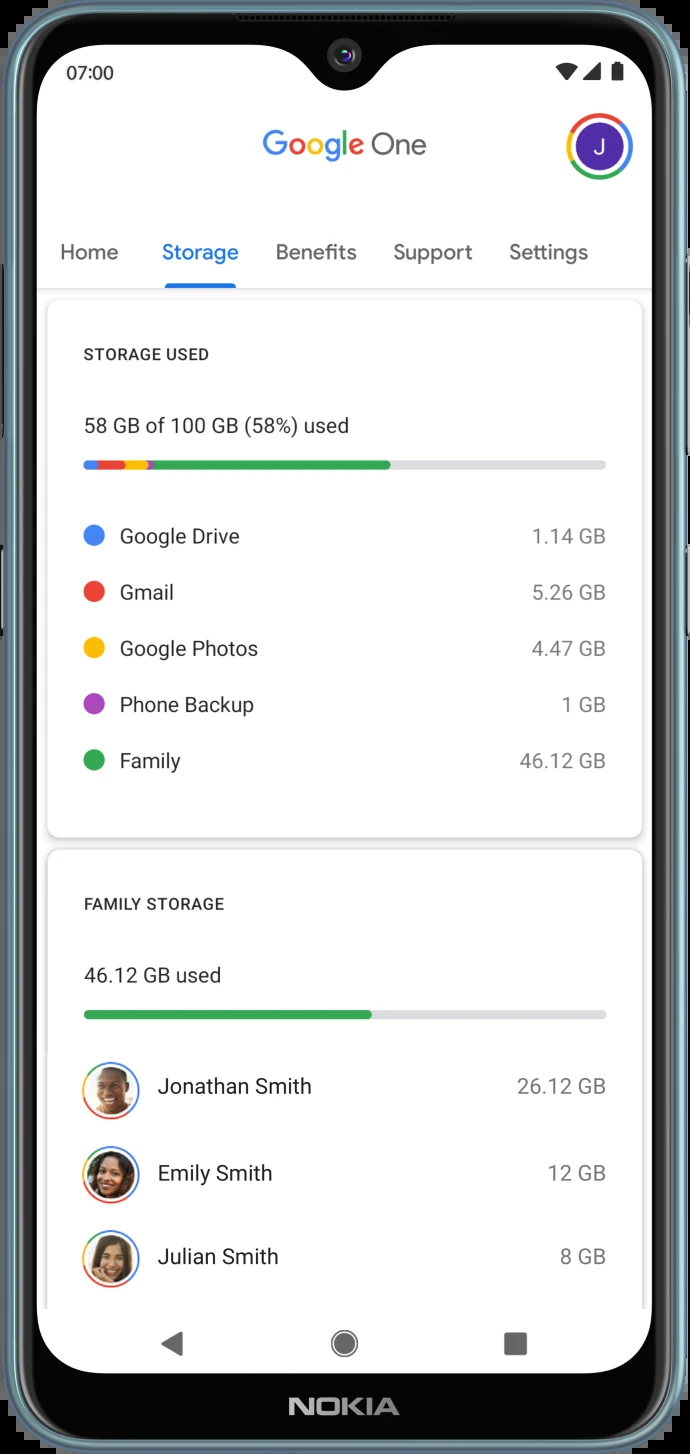 07:00
Google One
J
Home Storage Benefits Support Settings
STORAGE USED
58 GB of 100 GB (58%) used
Google Drive 1.14 GB
Gmail 5.26 GB
Google Photos 4.47 GB
Phone Backup 1 GB
Family 46.12 GB
FAMILY STORAGE
46.12 GB used
Jonathan Smith 26.12 GB
Emily Smith 12 GB
Julian Smith 8 GB
NOKIA